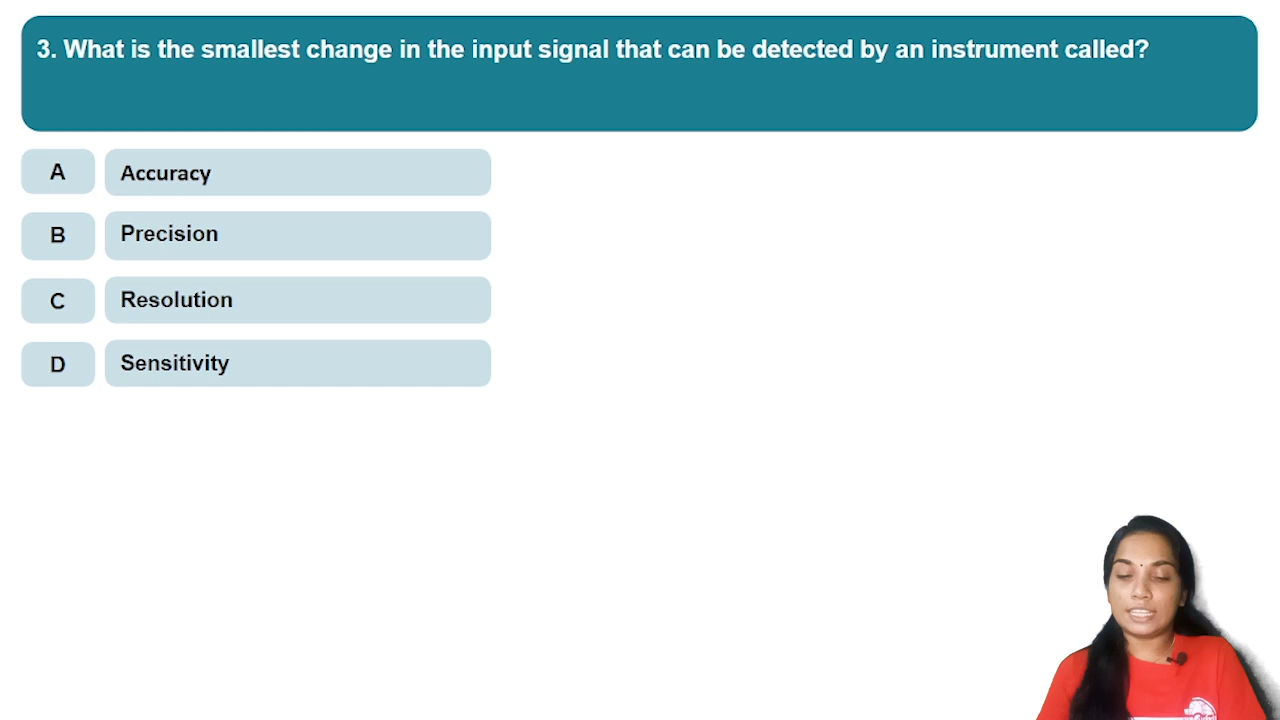 3. What is the smallest change in the input signal that can be detected by an instrument called?
A Accuracy
B Precision
C Resolution
D Sensitivity